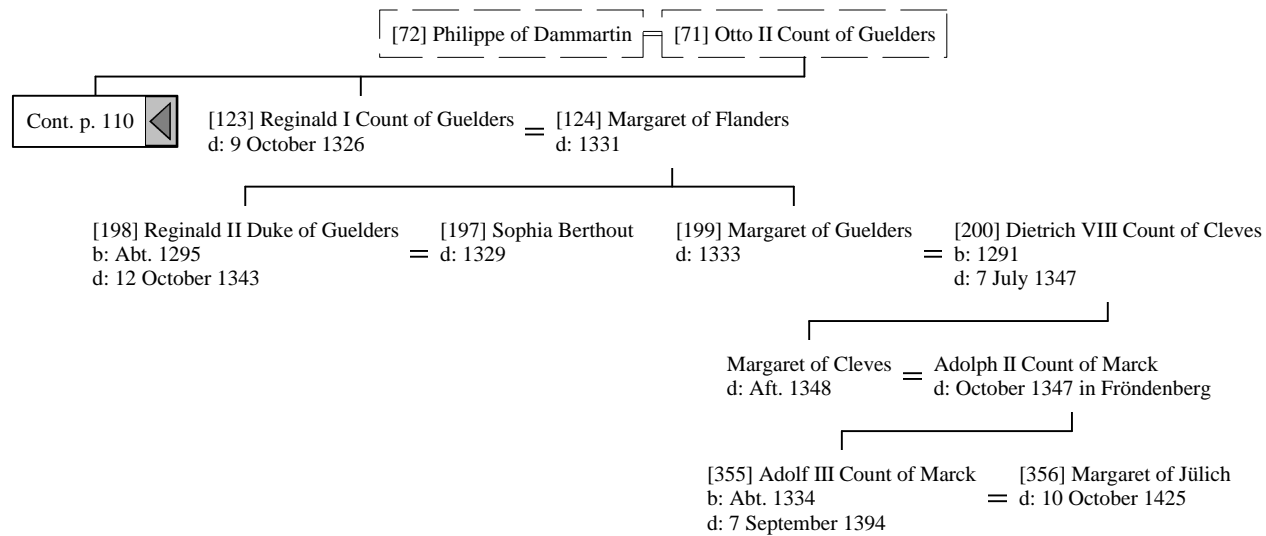 [72] Philippe of Dammartin
[71] Otto II Count of Guelders
Cont. p. 110
[123] Reginald I Count of Guelders
d: 9 October 1326
=
[124] Margaret of Flanders
d: 1331
[198] Reginald II Duke of Guelders
b: Abt. 1295
d: 12 October 1343
=
[197] Sophia Berthout
d: 1329
[199] Margaret of Guelders
d: 1333
=
[200] Dietrich VIII Count of Cleves
b: 1291
d: 7 July 1347
Margaret of Cleves
d: Aft. 1348
=
Adolph II Count of Marck
d: October 1347 in Fröndenberg
[355] Adolf III Count of Marck
b: Abt. 1334
d: 7 September 1394
=
[356] Margaret of Jülich
d: 10 October 1425